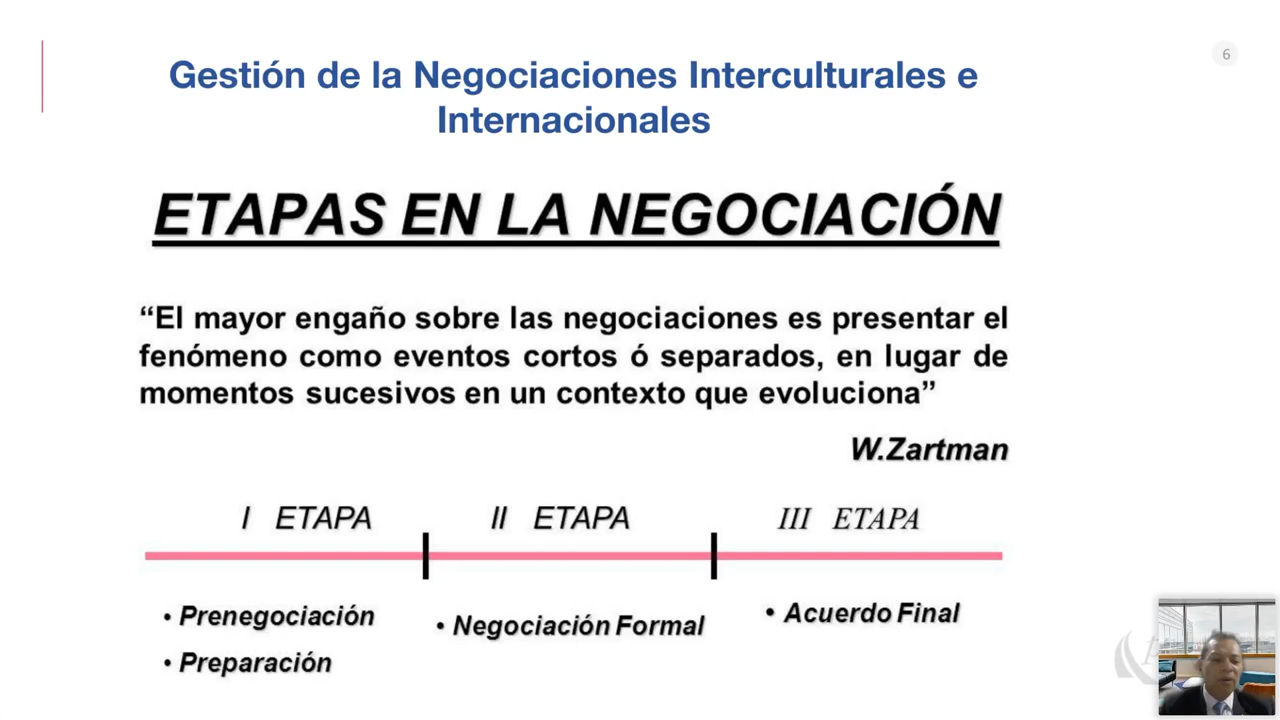 6
Gestión de la Negociaciones Interculturales e
Internacionales
ETAPAS EN LA NEGOCIACIÓN
“El mayor engaño sobre las negociaciones es presentar el
fenómeno como eventos cortos ó separados, en lugar de
momentos sucesivos en un contexto que evoluciona”
W.Zartman
I ETAPA II ETAPA III ETAPA
• Prenegociación • Negociación Formal • Acuerdo Final
• Preparación